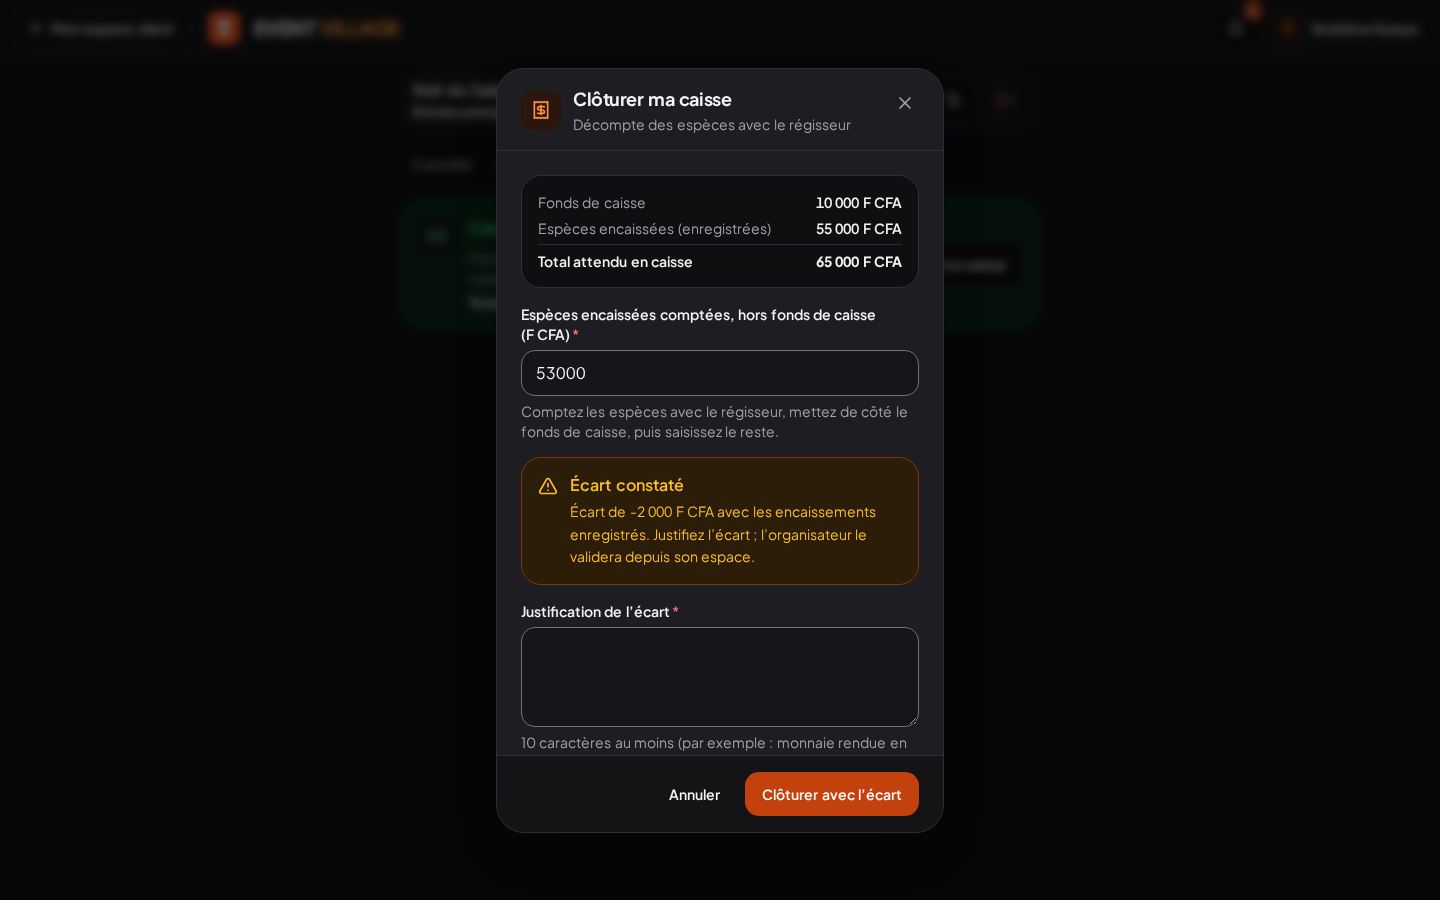 Mon espace client
EVENTVILLAGE
Clôturer ma caisse
Décompte des espèces avec le régisseur
Fonds de caisse 10 000 F CFA
Espèces encaissées (enregistrées) 55 000 F CFA
Total attendu en caisse 65 000 F CFA
Espèces encaissées comptées, hors fonds de caisse
(F CFA) *
53000
Comptez les espèces avec le régisseur, mettez de côté le
fonds de caisse, puis saisissez le reste.
Écart constaté
Écart de -2 000 F CFA avec les encaissements
enregistrés. Justifiez l’écart ; l’organisateur le
validera depuis son espace.
Justification de l’écart *
10 caractères au moins (par exemple : monnaie rendue en
Annuler
Clôturer avec l’écart